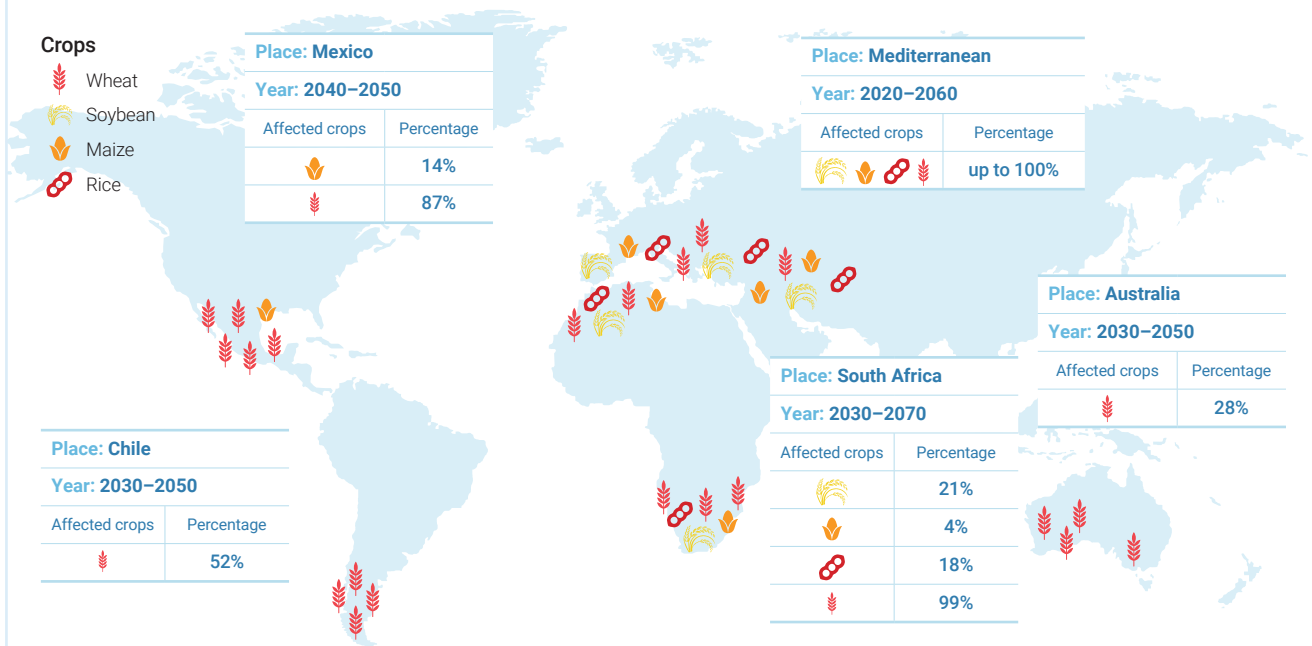 Crops
Wheat
Soybean
Maize
Rice
Place: Mexico
Year: 2040–2050
Affected crops Percentage
14%
87%
Place: Mediterranean
Year: 2020–2060
Affected crops Percentage
up to 100%
Place: Australia
Year: 2030–2050
Affected crops Percentage
28%
Place: South Africa
Year: 2030–2070
Affected crops Percentage
21%
4%
18%
99%
Place: Chile
Year: 2030–2050
Affected crops Percentage
52%